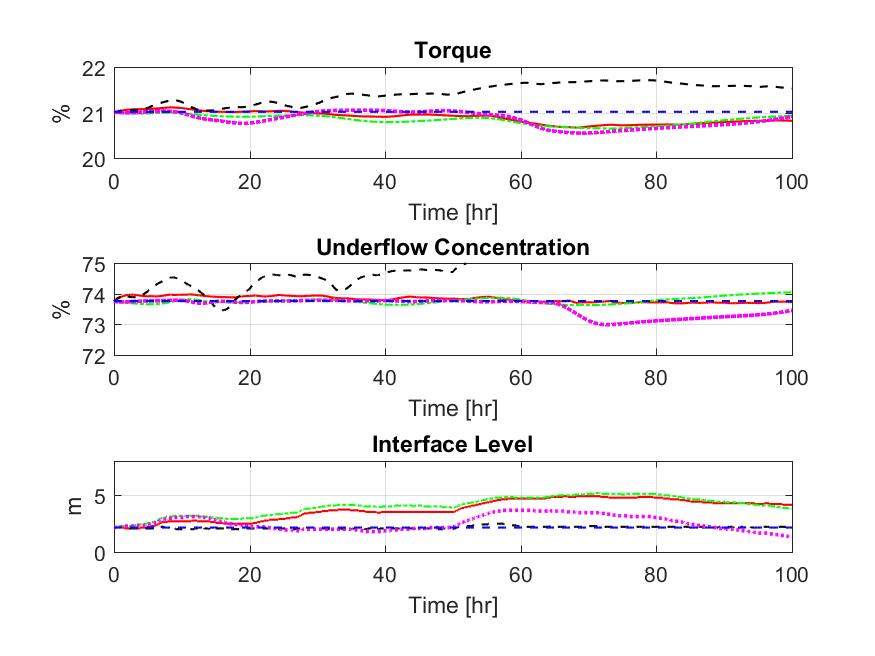 Torque
22
21
20
%
0 20 40 60 80 100
Time [hr]
Underflow Concentration
75
74
73
72
%
0 20 40 60 80 100
Time [hr]
Interface Level
5
0
m
0 20 40 60 80 100
Time [hr]